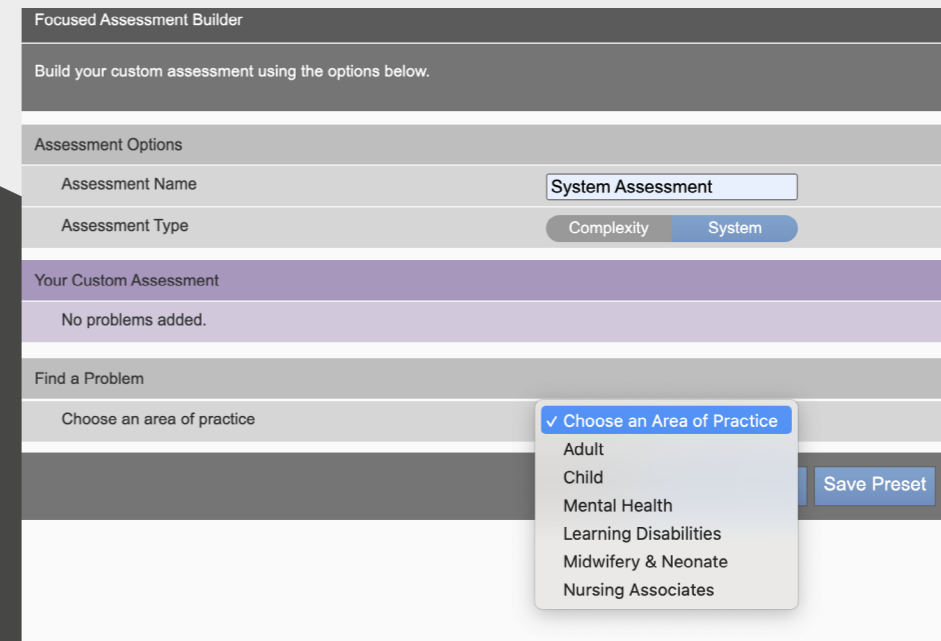 Focused Assessment Builder
Build your custom assessment using the options below.
Assessment Options
Assessment Name
System Assessment
Assessment Type
Complexity
System
Your Custom Assessment
No problems added.
Find a Problem
Choose an area of practice
✓ Choose an Area of Practice
Adult
Child
Mental Health
Learning Disabilities
Midwifery & Neonate
Nursing Associates
Save Preset